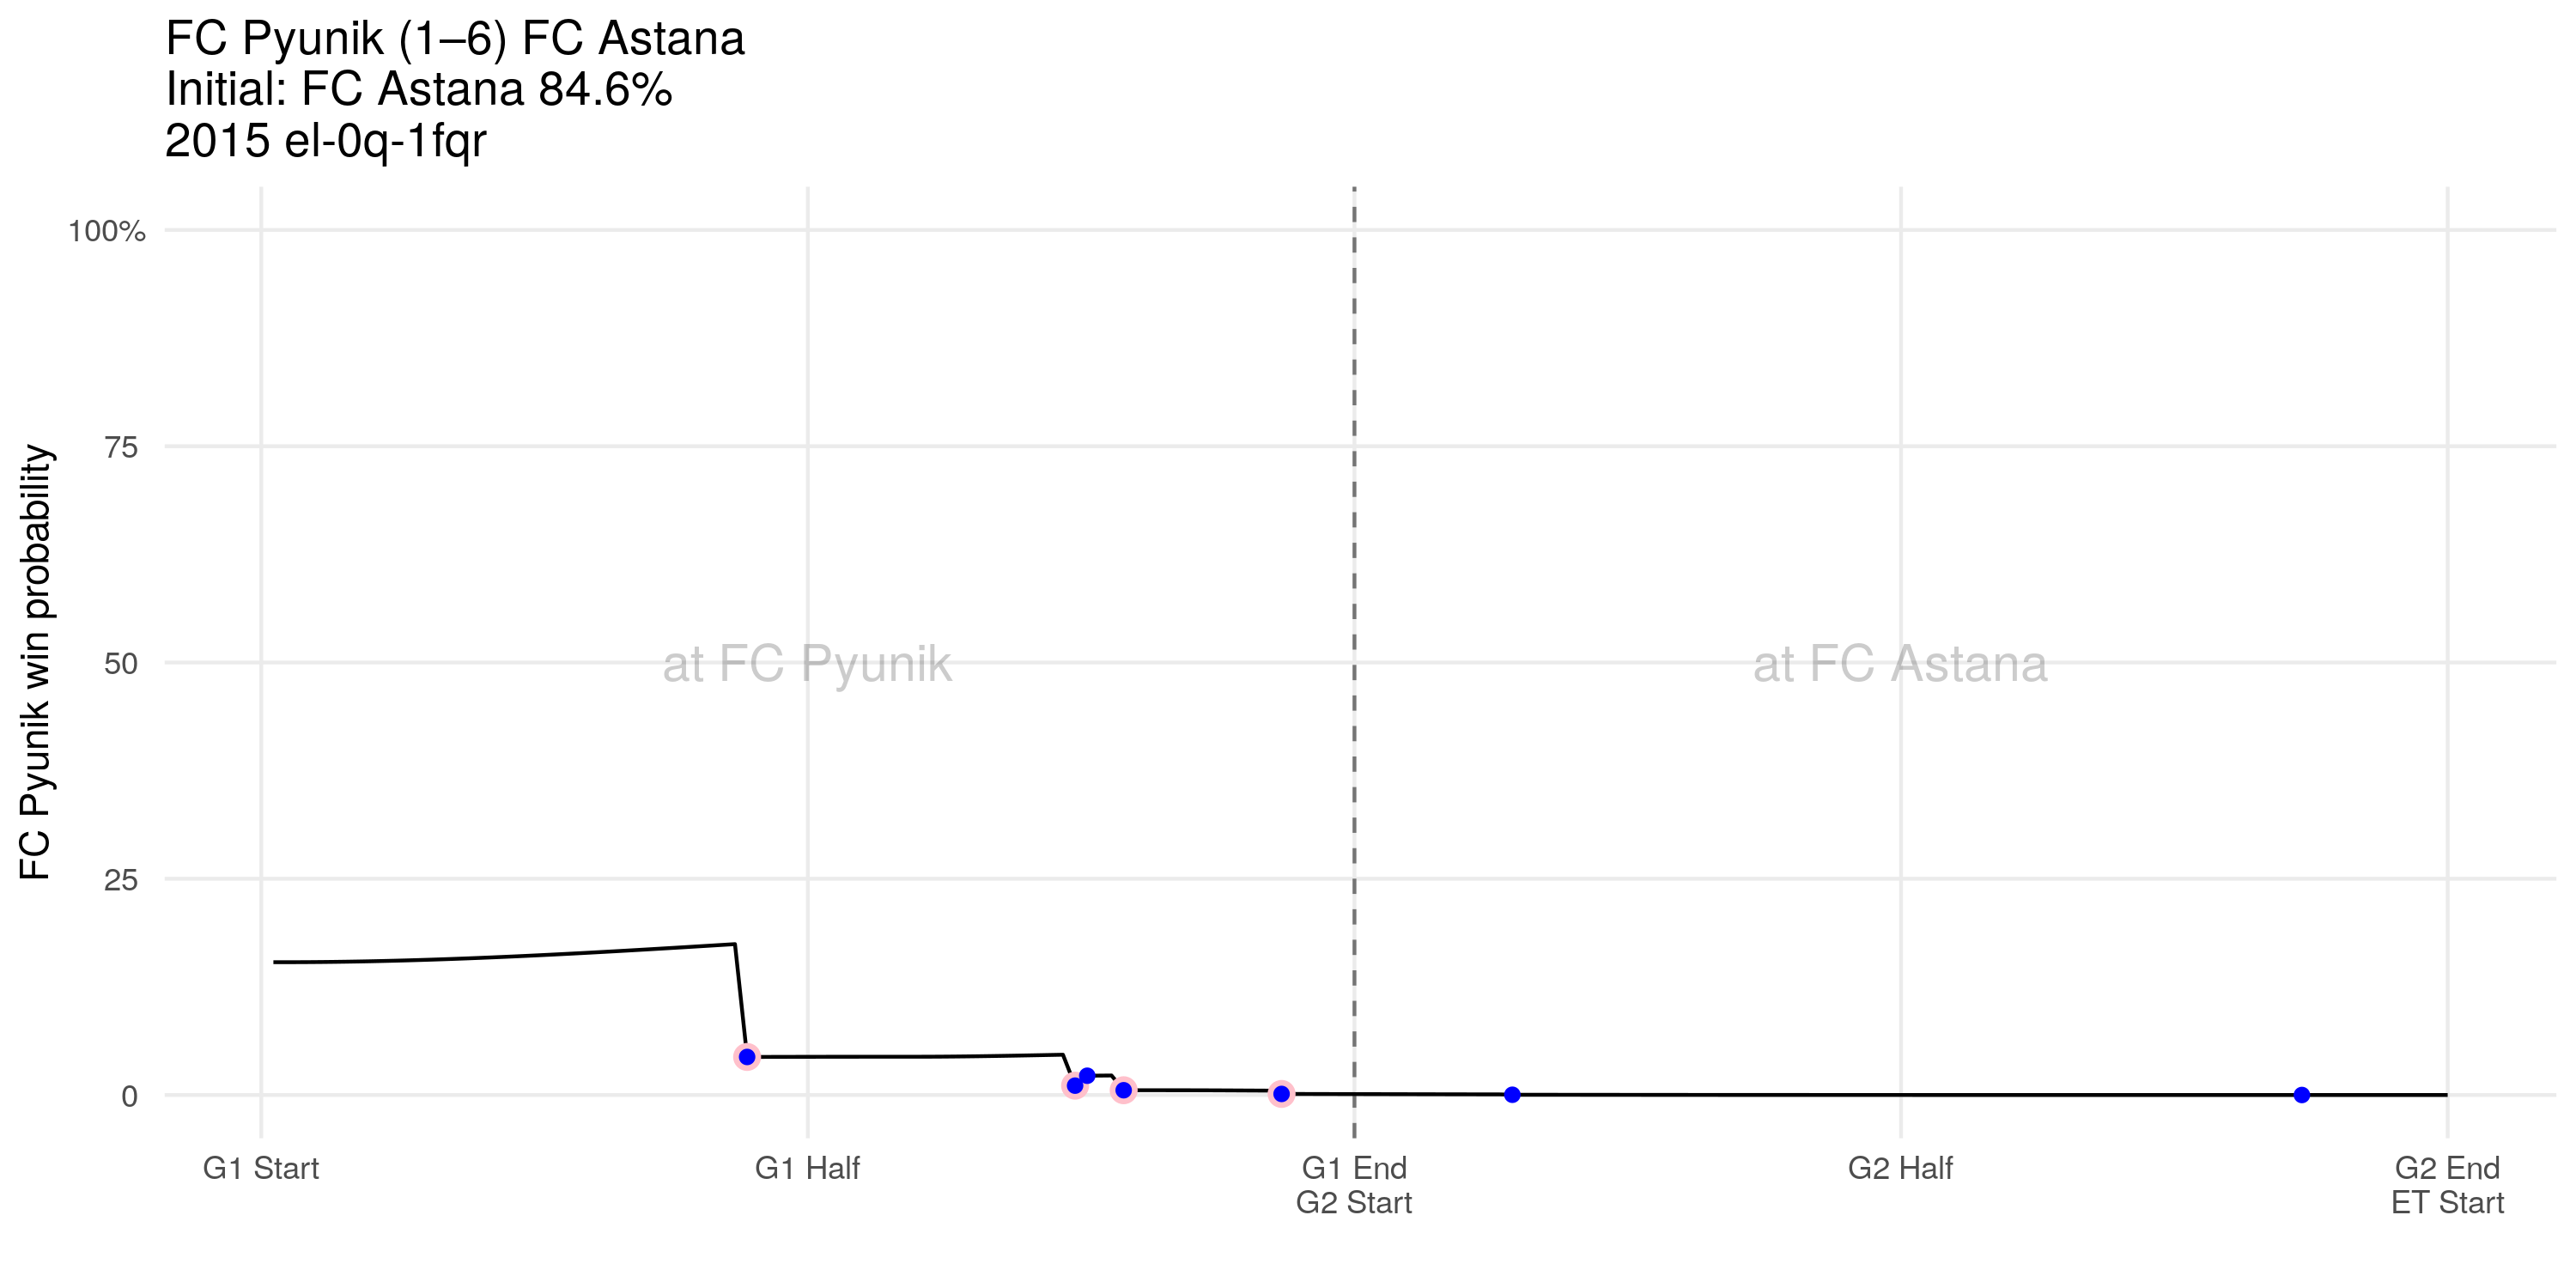 FC Pyunik (1–6) FC Astana
Initial: FC Astana 84.6%
2015 el-0q-1fqr
FC Pyunik win probability
100%
75
50
25
0
at FC Pyunik
at FC Astana
G1 Start
G1 Half
G1 End
G2 Start
G2 Half
G2 End
ET Start